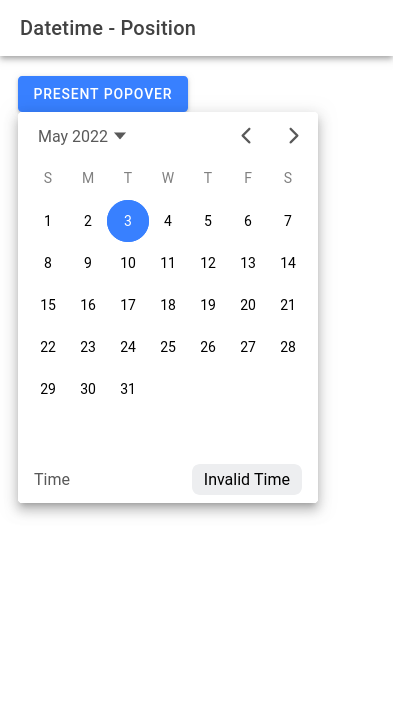 Datetime - Position
PRESENT POPOVER
May 2022
S M T W T F S
1 2 3 4 5 6 7
8 9 10 11 12 13 14
15 16 17 18 19 20 21
22 23 24 25 26 27 28
29 30 31
Time Invalid Time